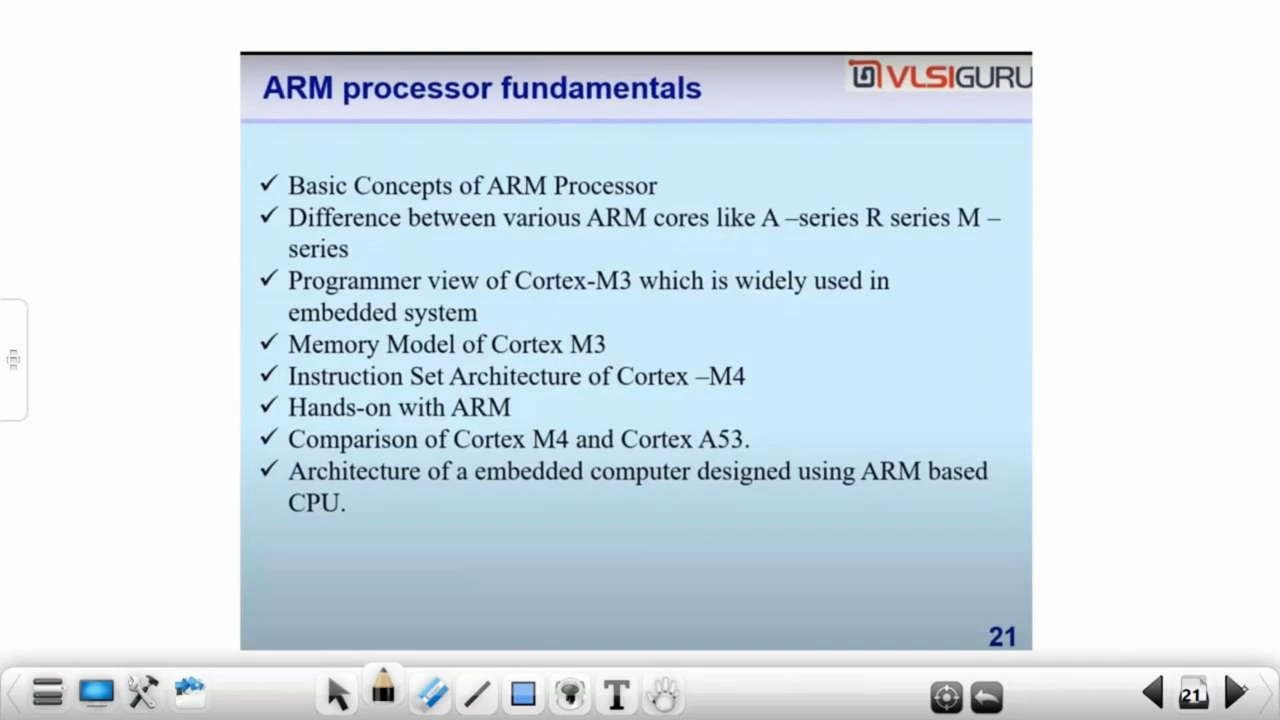 ARM processor fundamentals
VLSIGURU
✓ Basic Concepts of ARM Processor
✓ Difference between various ARM cores like A –series R series M –
series
✓ Programmer view of Cortex-M3 which is widely used in
embedded system
✓ Memory Model of Cortex M3
✓ Instruction Set Architecture of Cortex –M4
✓ Hands-on with ARM
✓ Comparison of Cortex M4 and Cortex A53.
✓ Architecture of a embedded computer designed using ARM based
CPU.
21
T
21